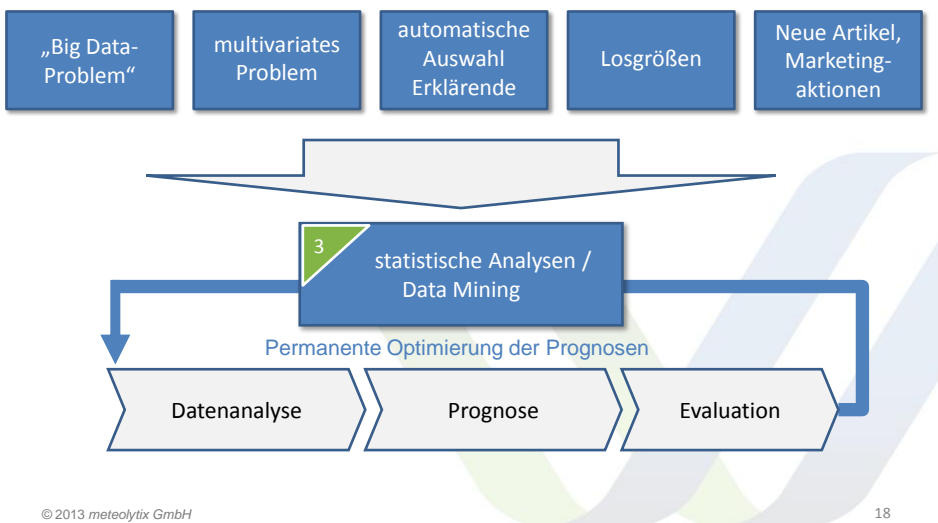 „Big Data-
Problem“
multivariates
Problem
automatische
Auswahl
Erklärende
Losgrößen
Neue Artikel,
Marketing-
aktionen
3
statistische Analysen /
Data Mining
Permanente Optimierung der Prognosen
Datenanalyse
Prognose
Evaluation
© 2013 meteolytix GmbH
18